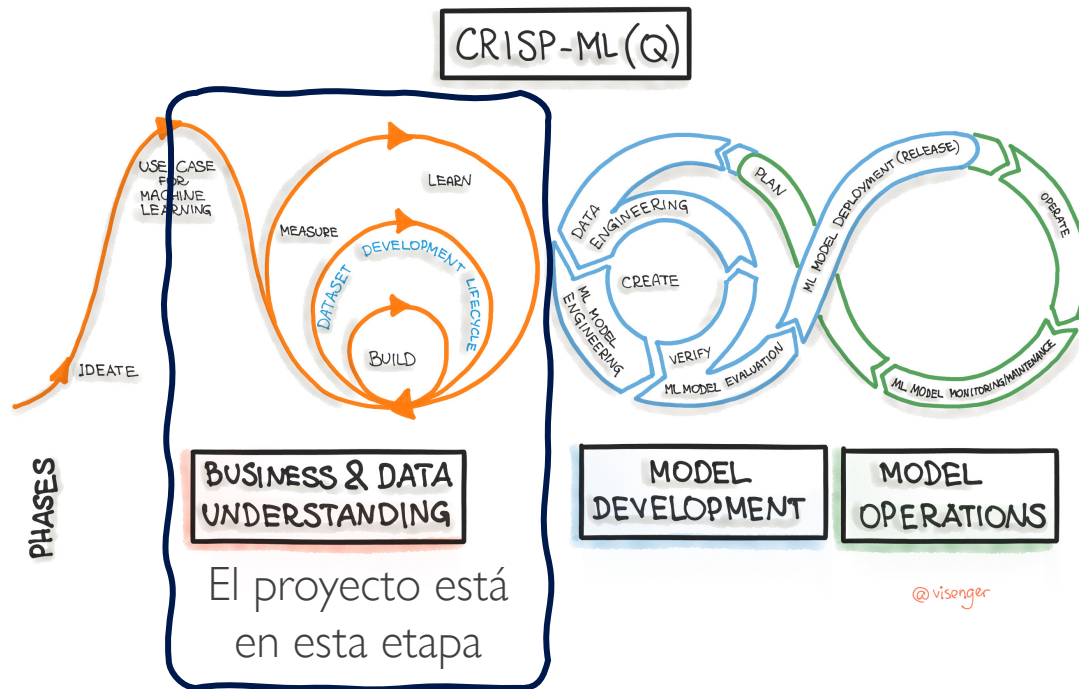 CRISP-ML(Q)
USE CASE
FOR
MACHINE
LEARNING
IDEATE
MEASURE
LEARN
DATASET DEVELOPMENT LIFECYCLE
BUILD
DATA
ENGINEERING
CREATE
ML MODEL
ENGINEERING
VERIFY
ML MODEL EVALUATION
PLAN
ML MODEL DEPLOYMENT (RELEASE)
OPERATE
ML MODEL MONITORING/MAINTENANCE
PHASES
BUSINESS & DATA
UNDERSTANDING
MODEL
DEVELOPMENT
MODEL
OPERATIONS
El proyecto está
en esta etapa
@visenger